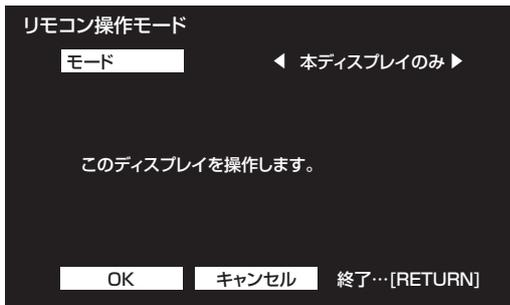 リモコン操作モード
モード ◀ 本ディスプレイのみ ▶
このディスプレイを操作します。
OK キャンセル 終了…[RETURN]